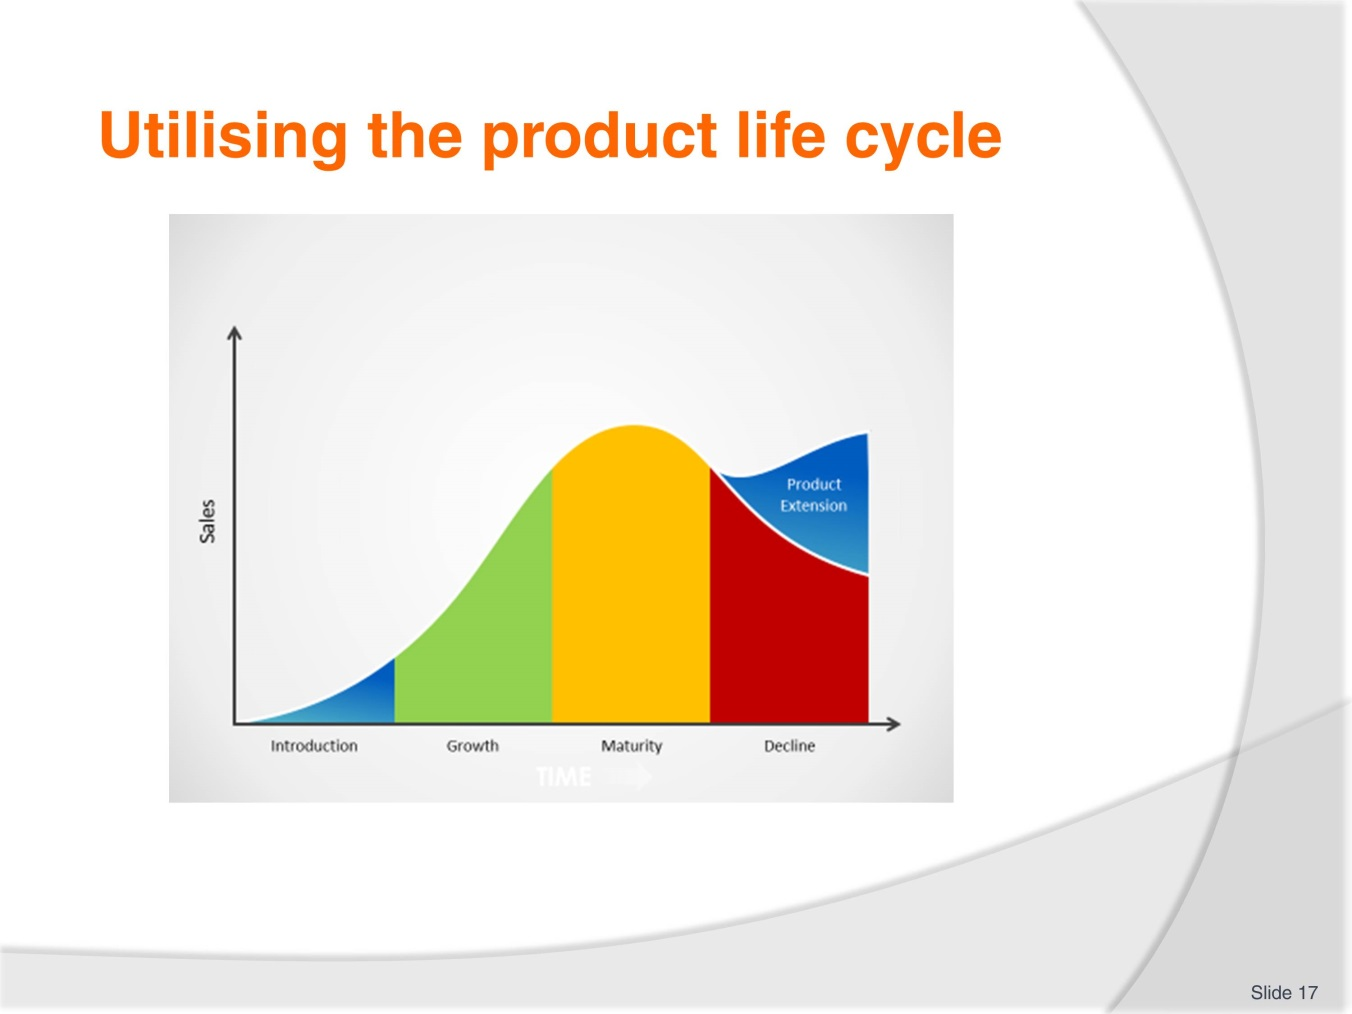 Utilising the product life cycle
Sales
Product
Extension
Introduction
Growth
Maturity
Decline
TIME
Slide 17